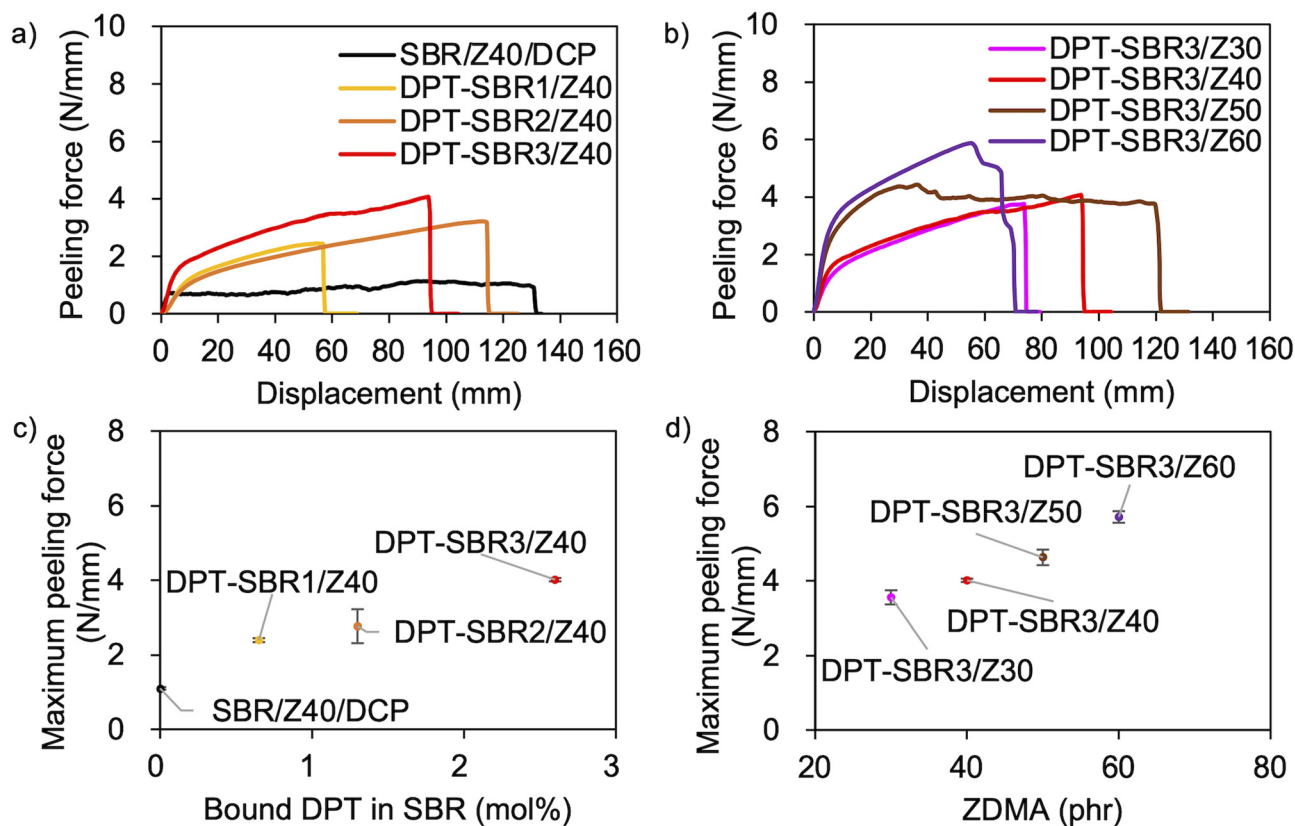 a)
Peeling force (N/mm)
10
8
6
4
2
0
SBR/Z40/DCP
DPT-SBR1/Z40
DPT-SBR2/Z40
DPT-SBR3/Z40
0 20 40 60 80 100 120 140 160
Displacement (mm)
b)
Peeling force (N/mm)
10
8
6
4
2
0
DPT-SBR3/Z30
DPT-SBR3/Z40
DPT-SBR3/Z50
DPT-SBR3/Z60
0 20 40 60 80 100 120 140 160
Displacement (mm)
c)
Maximum peeling force
(N/mm)
8
6
4
2
0
DPT-SBR3/Z40
DPT-SBR1/Z40
DPT-SBR2/Z40
SBR/Z40/DCP
0 1 2 3
Bound DPT in SBR (mol%)
d)
Maximum peeling force
(N/mm)
8
6
4
2
0
DPT-SBR3/Z60
DPT-SBR3/Z50
DPT-SBR3/Z40
DPT-SBR3/Z30
20 40 60 80
ZDMA (phr)